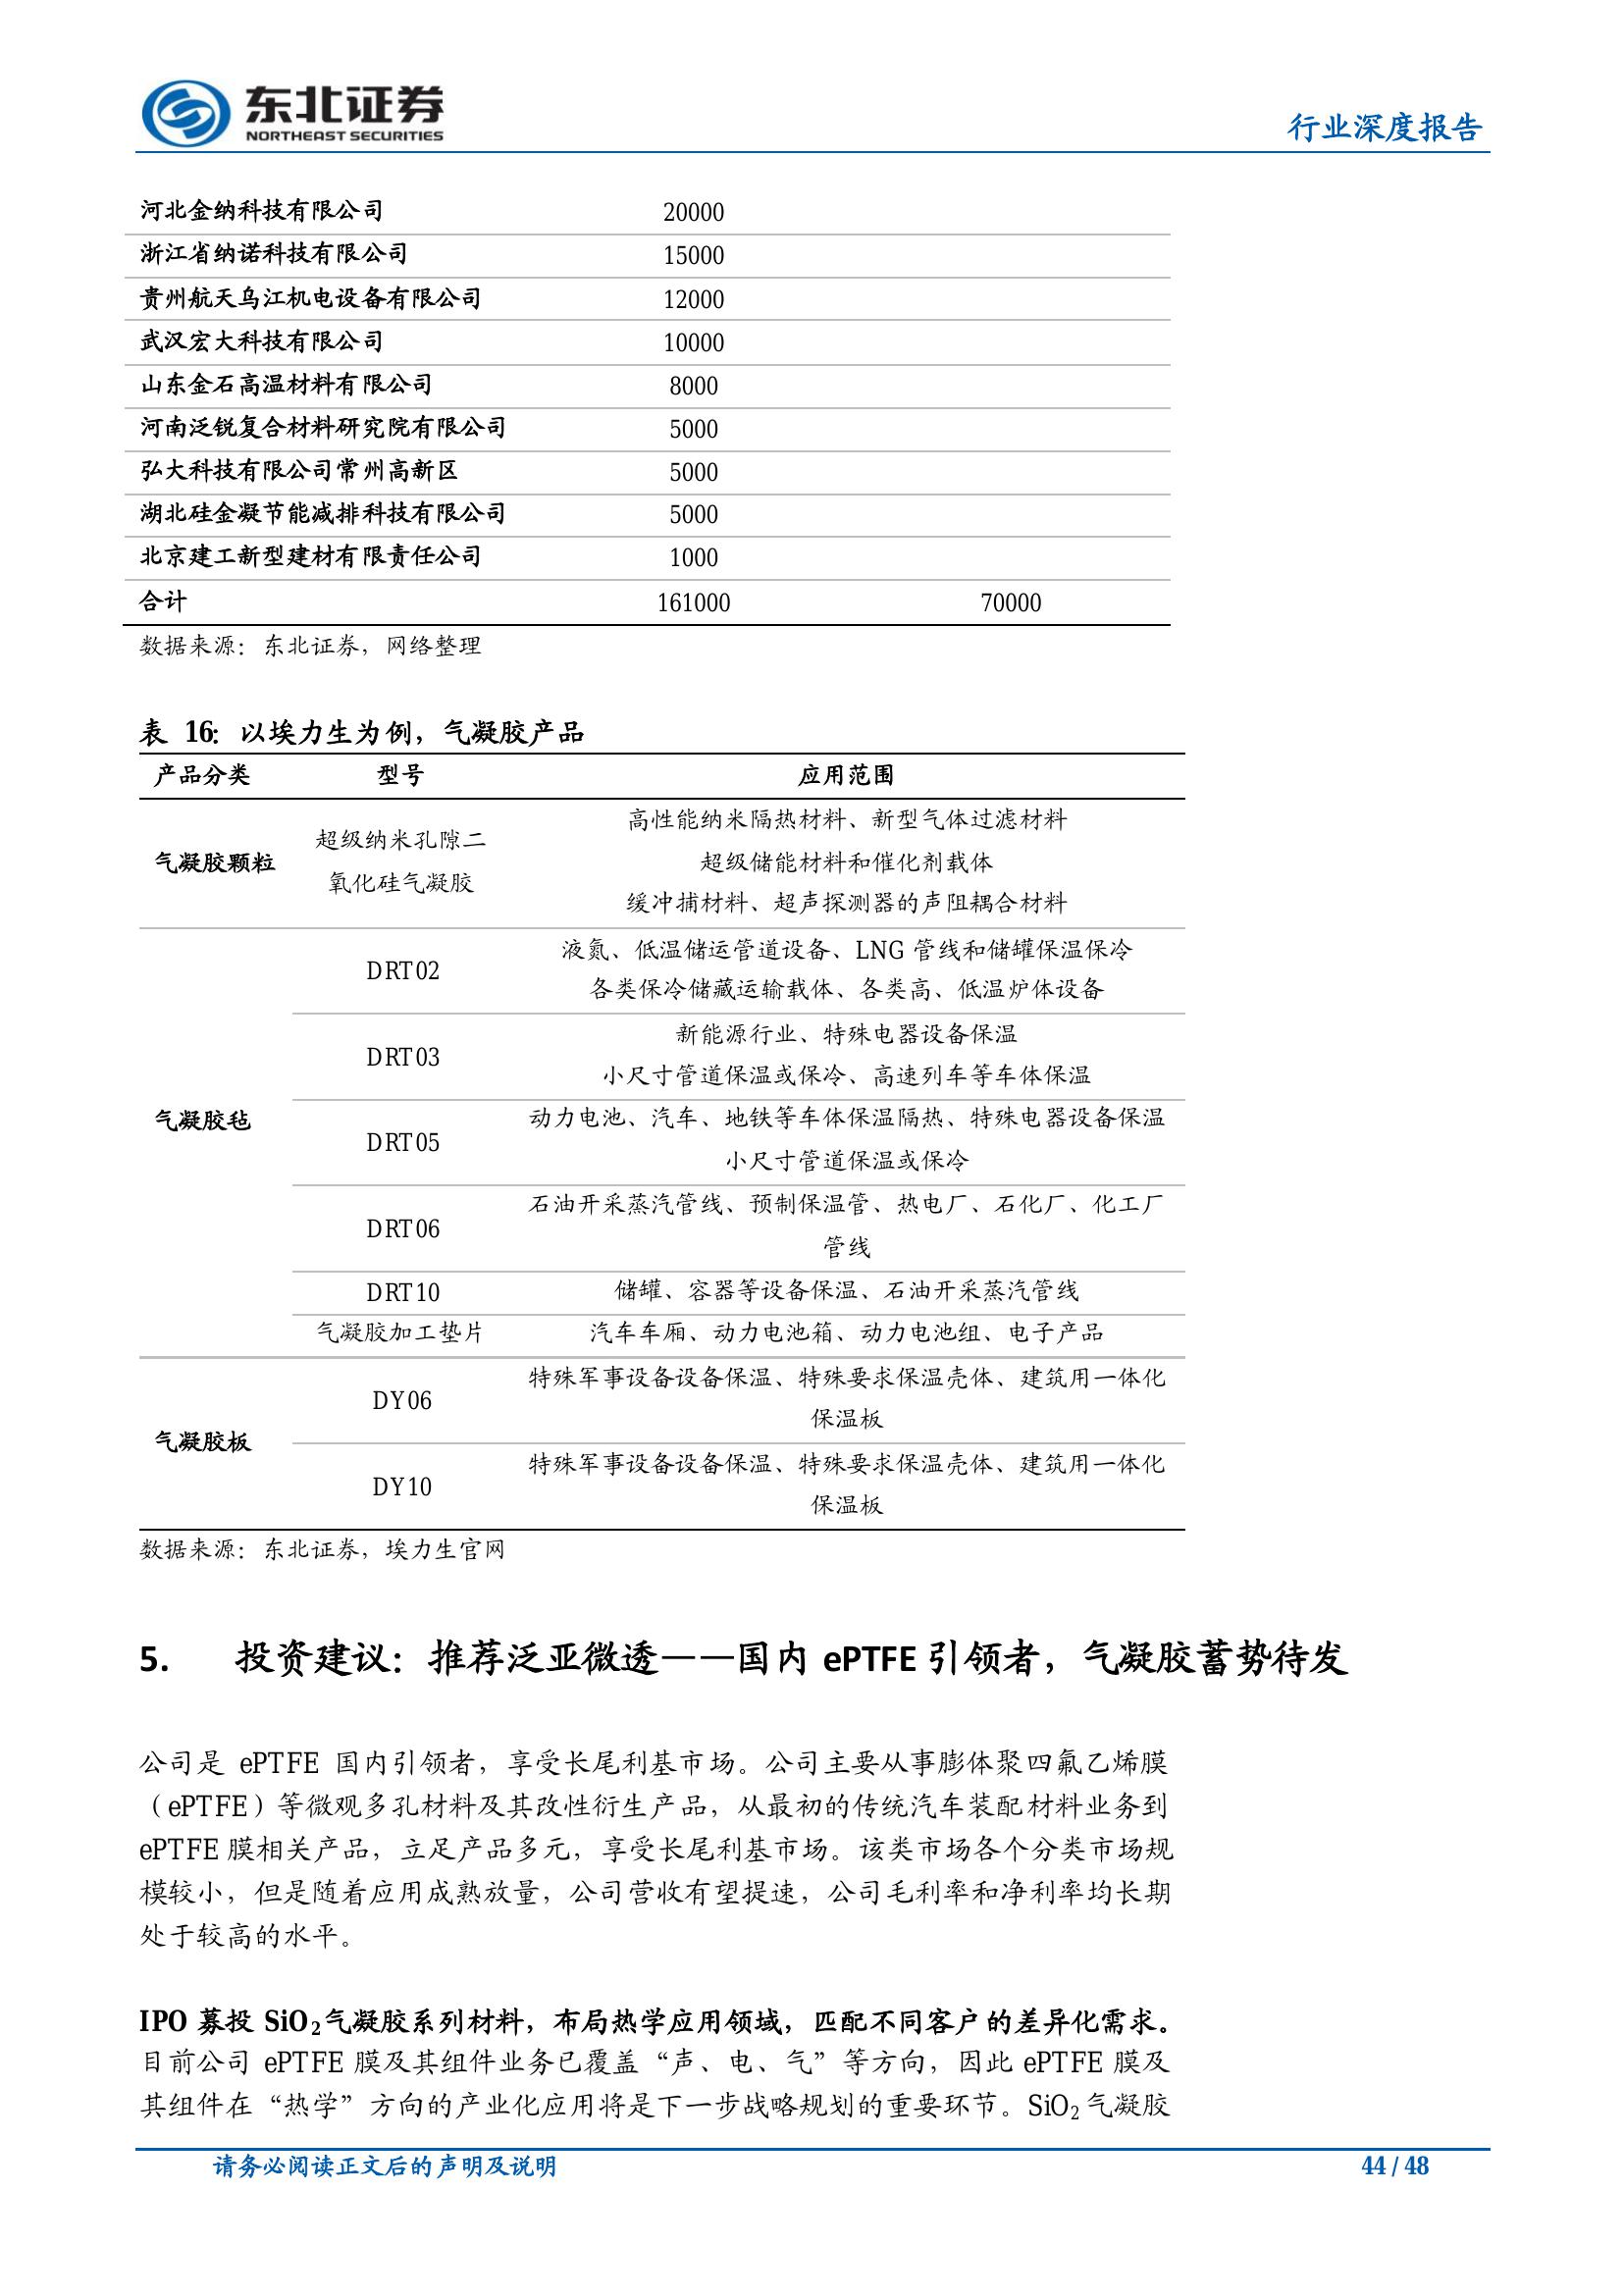 东北证券
NORTHEAST SECURITIES
行业深度报告
河北金纳科技有限公司 20000
浙江省纳诺科技有限公司 15000
贵州航天乌江机电设备有限公司 12000
武汉宏大科技有限公司 10000
山东金石高温材料有限公司 8000
河南泛锐复合材料研究院有限公司 5000
弘大科技有限公司常州高新区 5000
湖北硅金凝节能减排科技有限公司 5000
北京建工新型建材有限责任公司 1000
合计 161000 70000
数据来源：东北证券，网络整理
表 16：以埃力生为例，气凝胶产品
产品分类 型号 应用范围
气凝胶颗粒
超级纳米孔隙二
氧化硅气凝胶
高性能纳米隔热材料、新型气体过滤材料
超级储能材料和催化剂载体
缓冲捕材料、超声探测器的声阻耦合材料
气凝胶毡
DRT02
液氮、低温储运管道设备、LNG 管线和储罐保温保冷
各类保冷储藏运输载体、各类高、低温炉体设备
DRT03
新能源行业、特殊电器设备保温
小尺寸管道保温或保冷、高速列车等车体保温
DRT05
动力电池、汽车、地铁等车体保温隔热、特殊电器设备保温
小尺寸管道保温或保冷
DRT06
石油开采蒸汽管线、预制保温管、热电厂、石化厂、化工厂
管线
DRT10 储罐、容器等设备保温、石油开采蒸汽管线
气凝胶加工垫片 汽车车厢、动力电池箱、动力电池组、电子产品
气凝胶板
DY06
特殊军事设备设备保温、特殊要求保温壳体、建筑用一体化
保温板
DY10
特殊军事设备设备保温、特殊要求保温壳体、建筑用一体化
保温板
数据来源：东北证券，埃力生官网
5. 投资建议：推荐泛亚微透——国内 ePTFE 引领者，气凝胶蓄势待发
公司是 ePTFE 国内引领者，享受长尾利基市场。公司主要从事膨体聚四氟乙烯膜
（ePTFE）等微观多孔材料及其改性衍生产品，从最初的传统汽车装配材料业务到
ePTFE 膜相关产品，立足产品多元，享受长尾利基市场。该类市场各个分类市场规
模较小，但是随着应用成熟放量，公司营收有望提速，公司毛利率和净利率均长期
处于较高的水平。
IPO 募投 SiO₂气凝胶系列材料，布局热学应用领域，匹配不同客户的差异化需求。
目前公司 ePTFE 膜及其组件业务已覆盖“声、电、气”等方向，因此 ePTFE 膜及
其组件在“热学”方向的产业化应用将是下一步战略规划的重要环节。SiO₂ 气凝胶
请务必阅读正文后的声明及说明
44 / 48